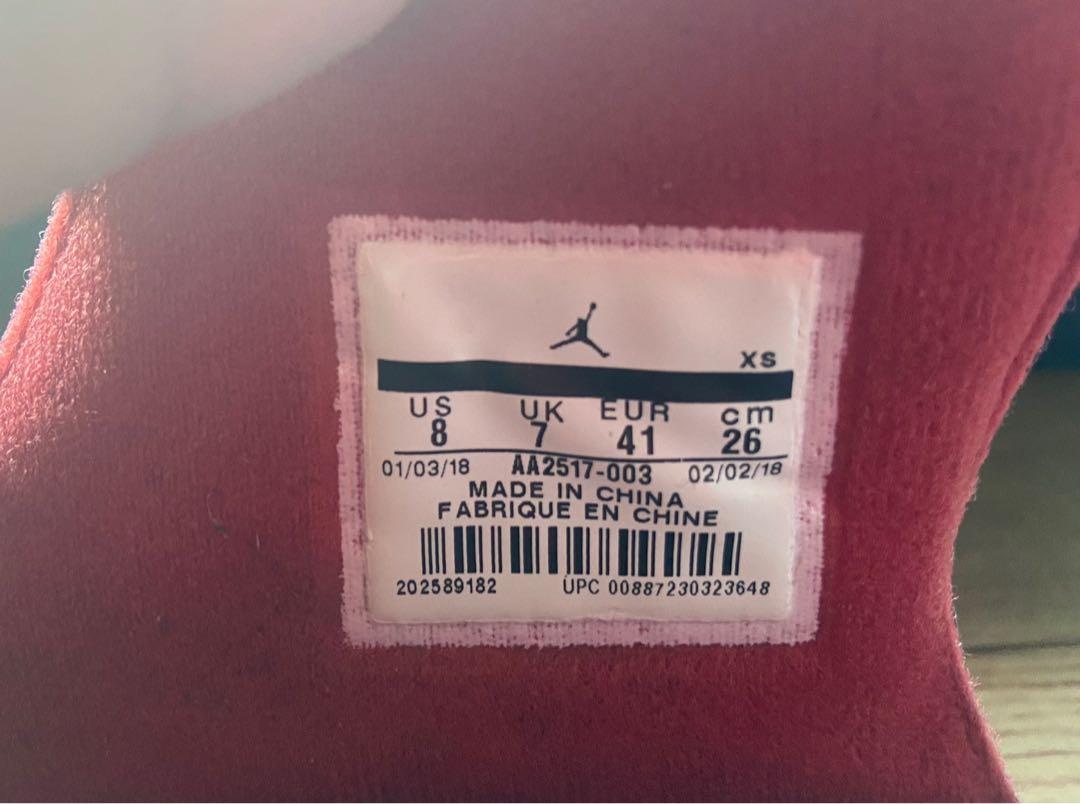 XS
US UK EUR cm
8 7 41 26
01/03/18 AA2517-003 02/02/18
MADE IN CHINA
FABRIQUE EN CHINE
202589182 UPC 00887230323648